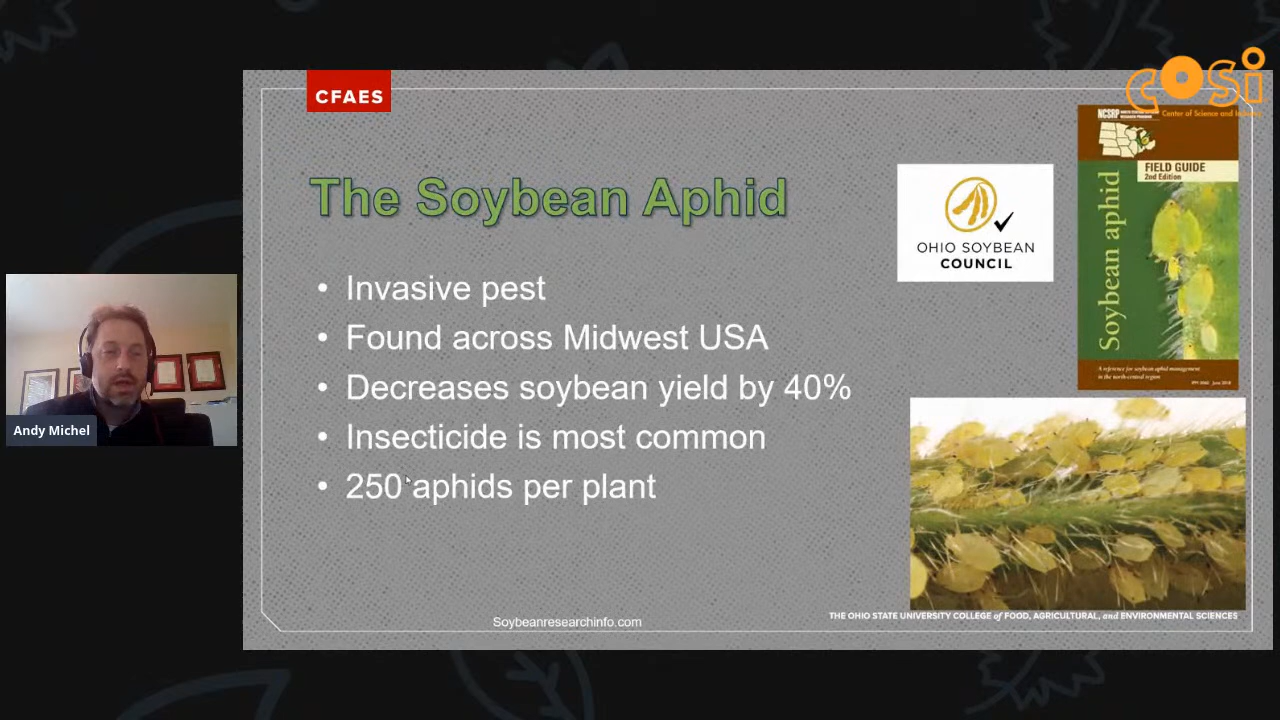 cosi
Center of Science and
CFAES
NCSRP
FIELD GUIDE
2nd Edition
Soybean aphid
A reference for soybean aphid management
in the north-central region
The Soybean Aphid
OHIO SOYBEAN
COUNCIL
• Invasive pest
• Found across Midwest USA
• Decreases soybean yield by 40%
• Insecticide is most common
• 250 aphids per plant
Andy Michel
Soybeanresearchinfo.com
THE OHIO STATE UNIVERSITY COLLEGE of FOOD, AGRICULTURAL, and ENVIRONMENTAL SCIENCES